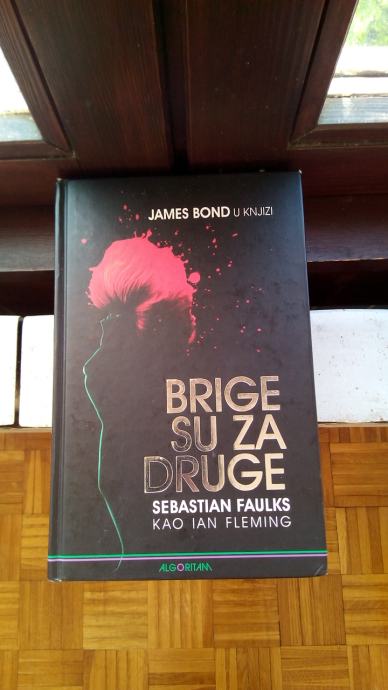 JAMES BOND U KNJIZI
BRIGE
SU ZA
DRUGE
SEBASTIAN FAULKS
KAO IAN FLEMING
ALGORITAM